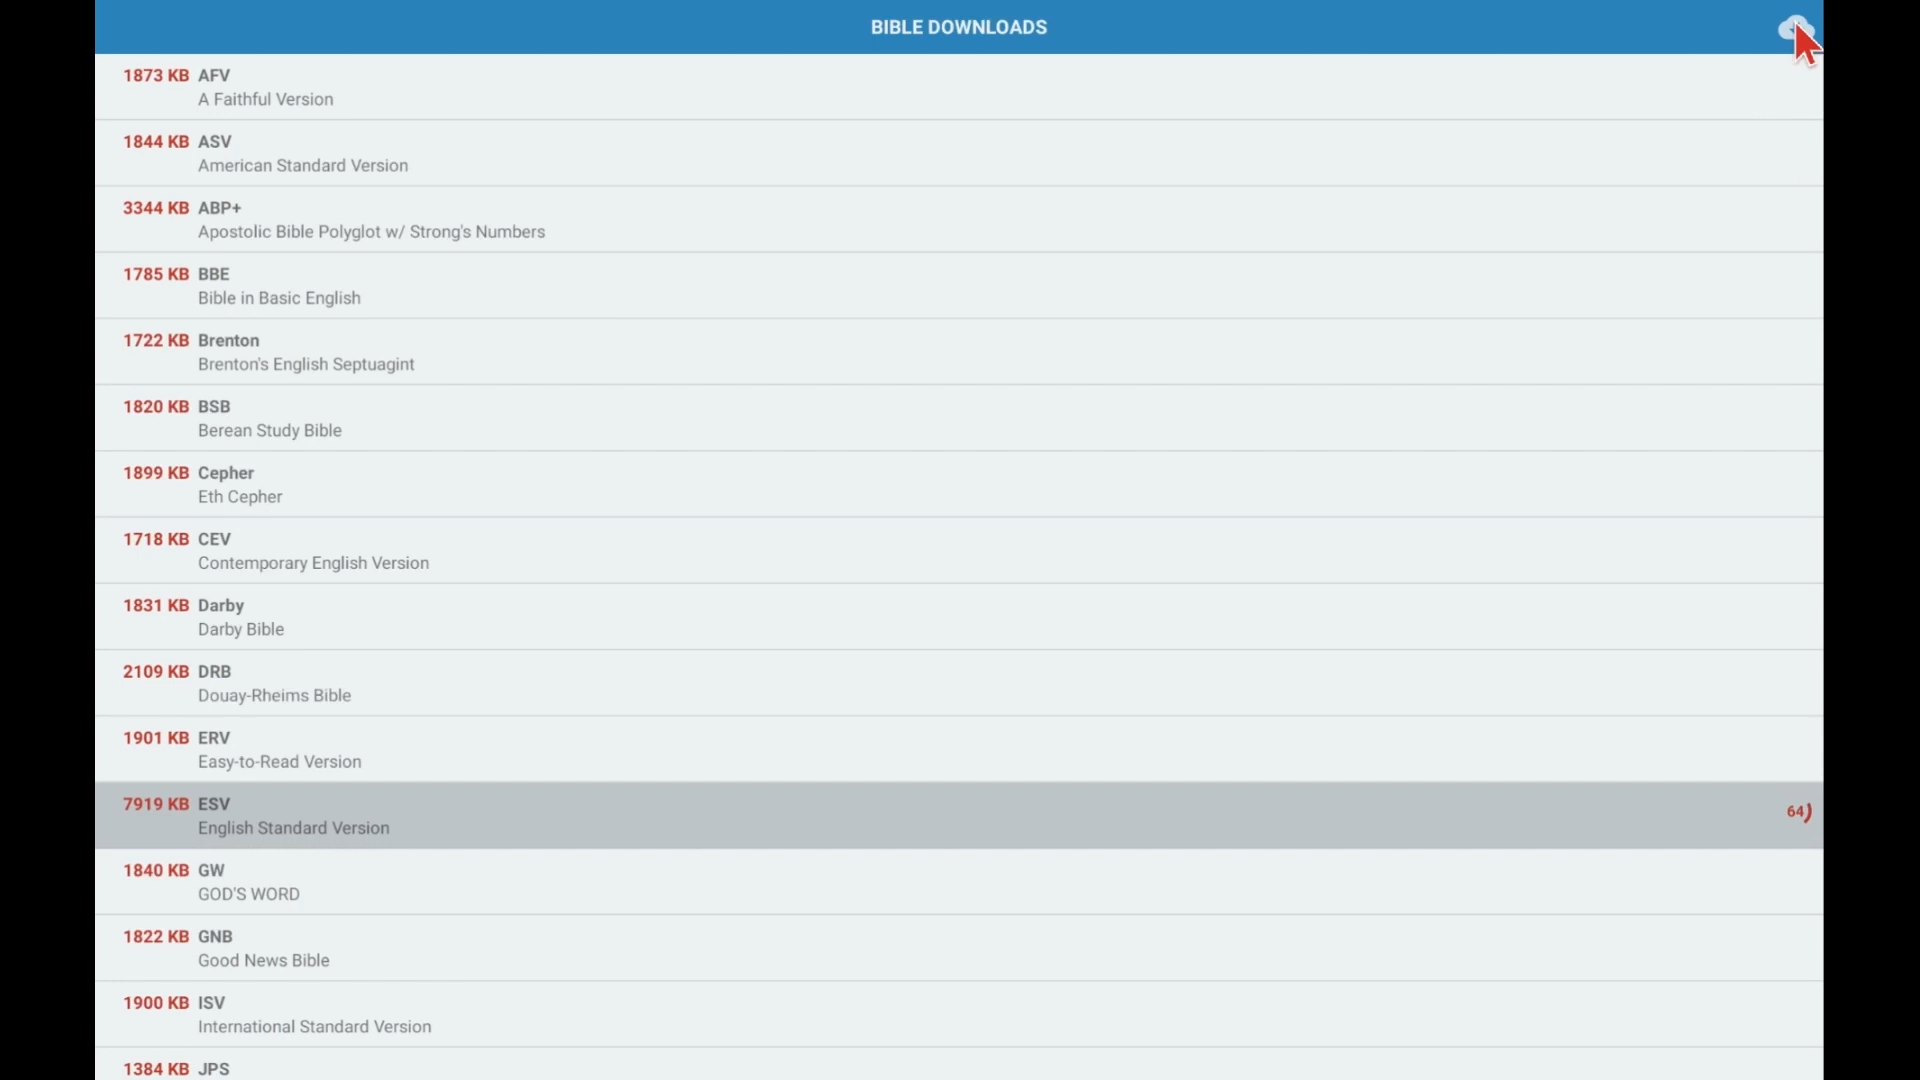 BIBLE DOWNLOADS
1873 KB AFV
A Faithful Version
1844 KB ASV
American Standard Version
3344 KB ABP+
Apostolic Bible Polyglot w/ Strong's Numbers
1785 KB BBE
Bible in Basic English
1722 KB Brenton
Brenton's English Septuagint
1820 KB BSB
Berean Study Bible
1899 KB Cepher
Eth Cepher
1718 KB CEV
Contemporary English Version
1831 KB Darby
Darby Bible
2109 KB DRB
Douay-Rheims Bible
1901 KB ERV
Easy-to-Read Version
7919 KB ESV
English Standard Version
64
1840 KB GW
GOD'S WORD
1822 KB GNB
Good News Bible
1900 KB ISV
International Standard Version
1384 KB JPS